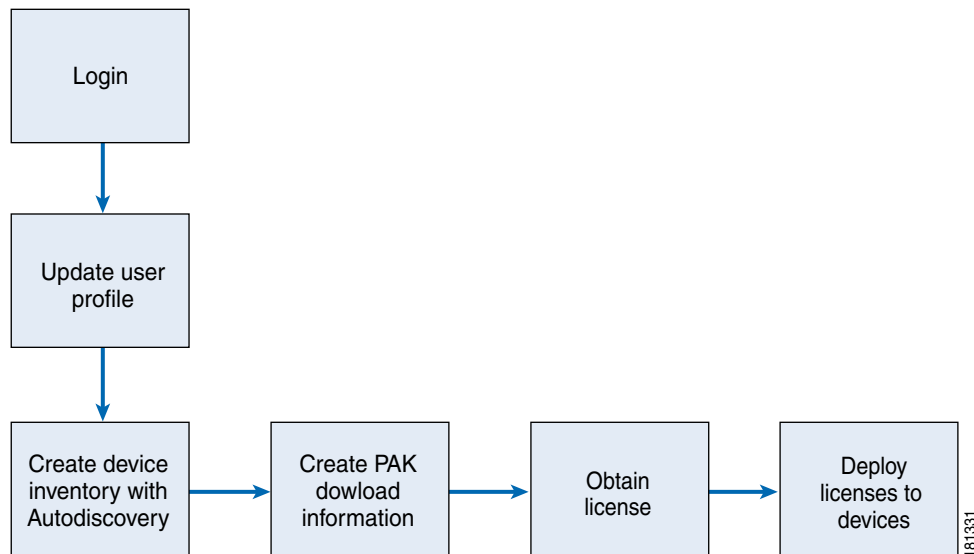 Login
Update user
profile
Create device
inventory with
Autodiscovery
Create PAK
dowload
information
Obtain
license
Deploy
licenses to
devices
81331